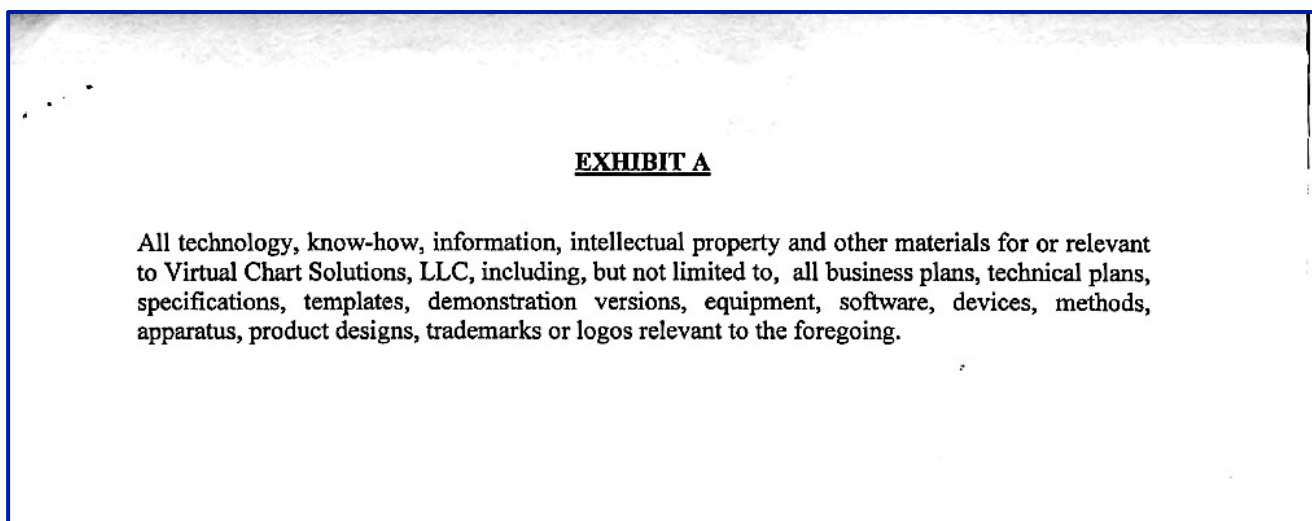 EXHIBIT A
All technology, know-how, information, intellectual property and other materials for or relevant
to Virtual Chart Solutions, LLC, including, but not limited to, all business plans, technical plans,
specifications, templates, demonstration versions, equipment, software, devices, methods,
apparatus, product designs, trademarks or logos relevant to the foregoing.